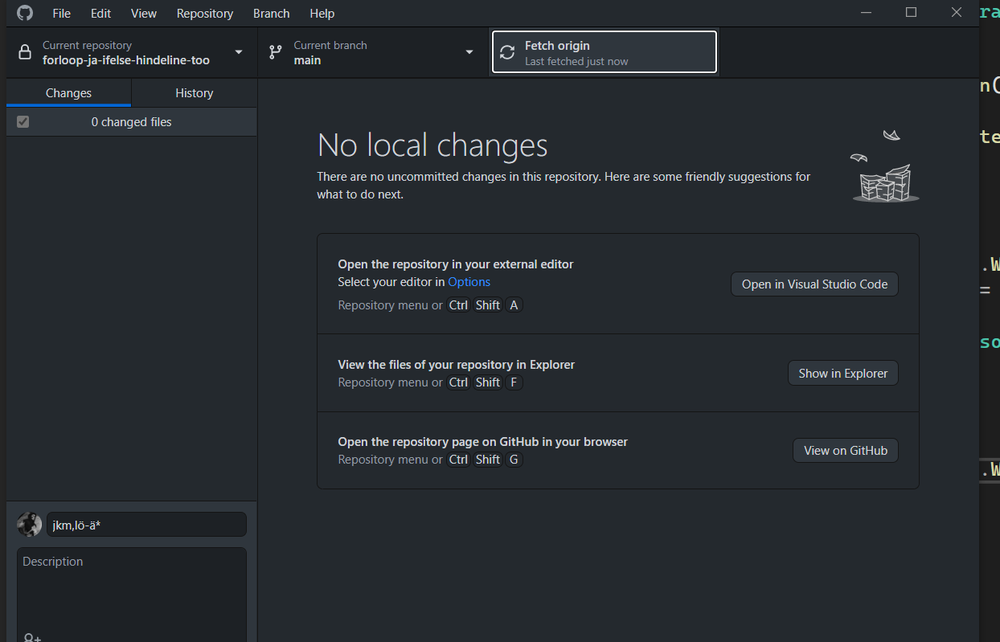 File Edit View Repository Branch Help
Current repository
forloop-ja-ifelse-hindeline-too
Current branch
main
Fetch origin
Last fetched just now
Changes
History
0 changed files
No local changes
There are no uncommitted changes in this repository. Here are some friendly suggestions for
what to do next.
Open the repository in your external editor
Select your editor in Options
Repository menu or Ctrl Shift A
Open in Visual Studio Code
View the files of your repository in Explorer
Repository menu or Ctrl Shift F
Show in Explorer
Open the repository page on GitHub in your browser
Repository menu or Ctrl Shift G
View on GitHub
jkm,lö-ä*
Description
ra
n(
te
.W
=
so
.W